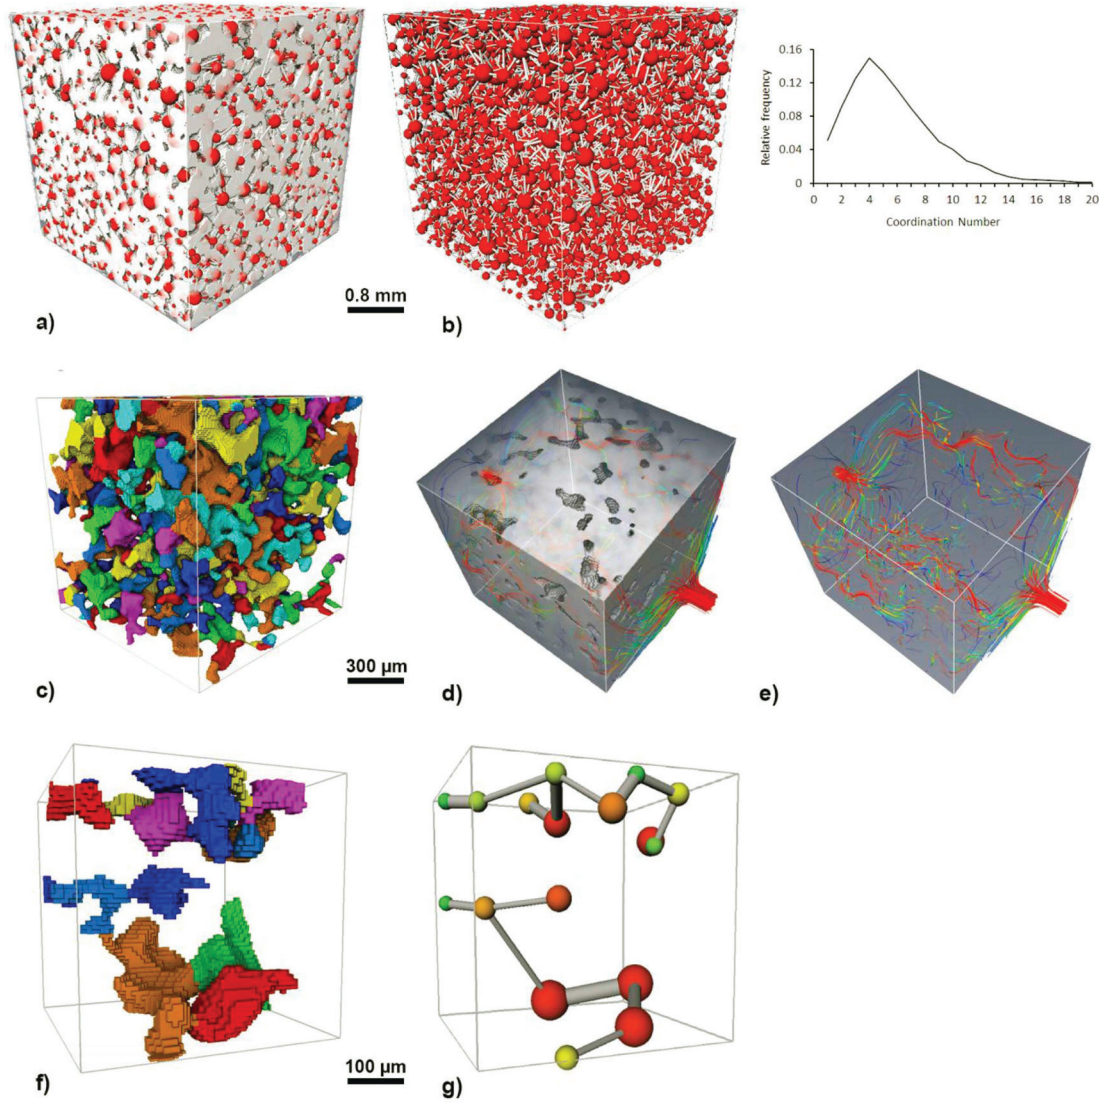 0.16
0.12
0.08
0.04
0
Relative frequency
0 2 4 6 8 10 12 14 16 18 20
Coordination Number
0.8 mm
a)
b)
300 µm
c)
d)
e)
100 µm
f)
g)